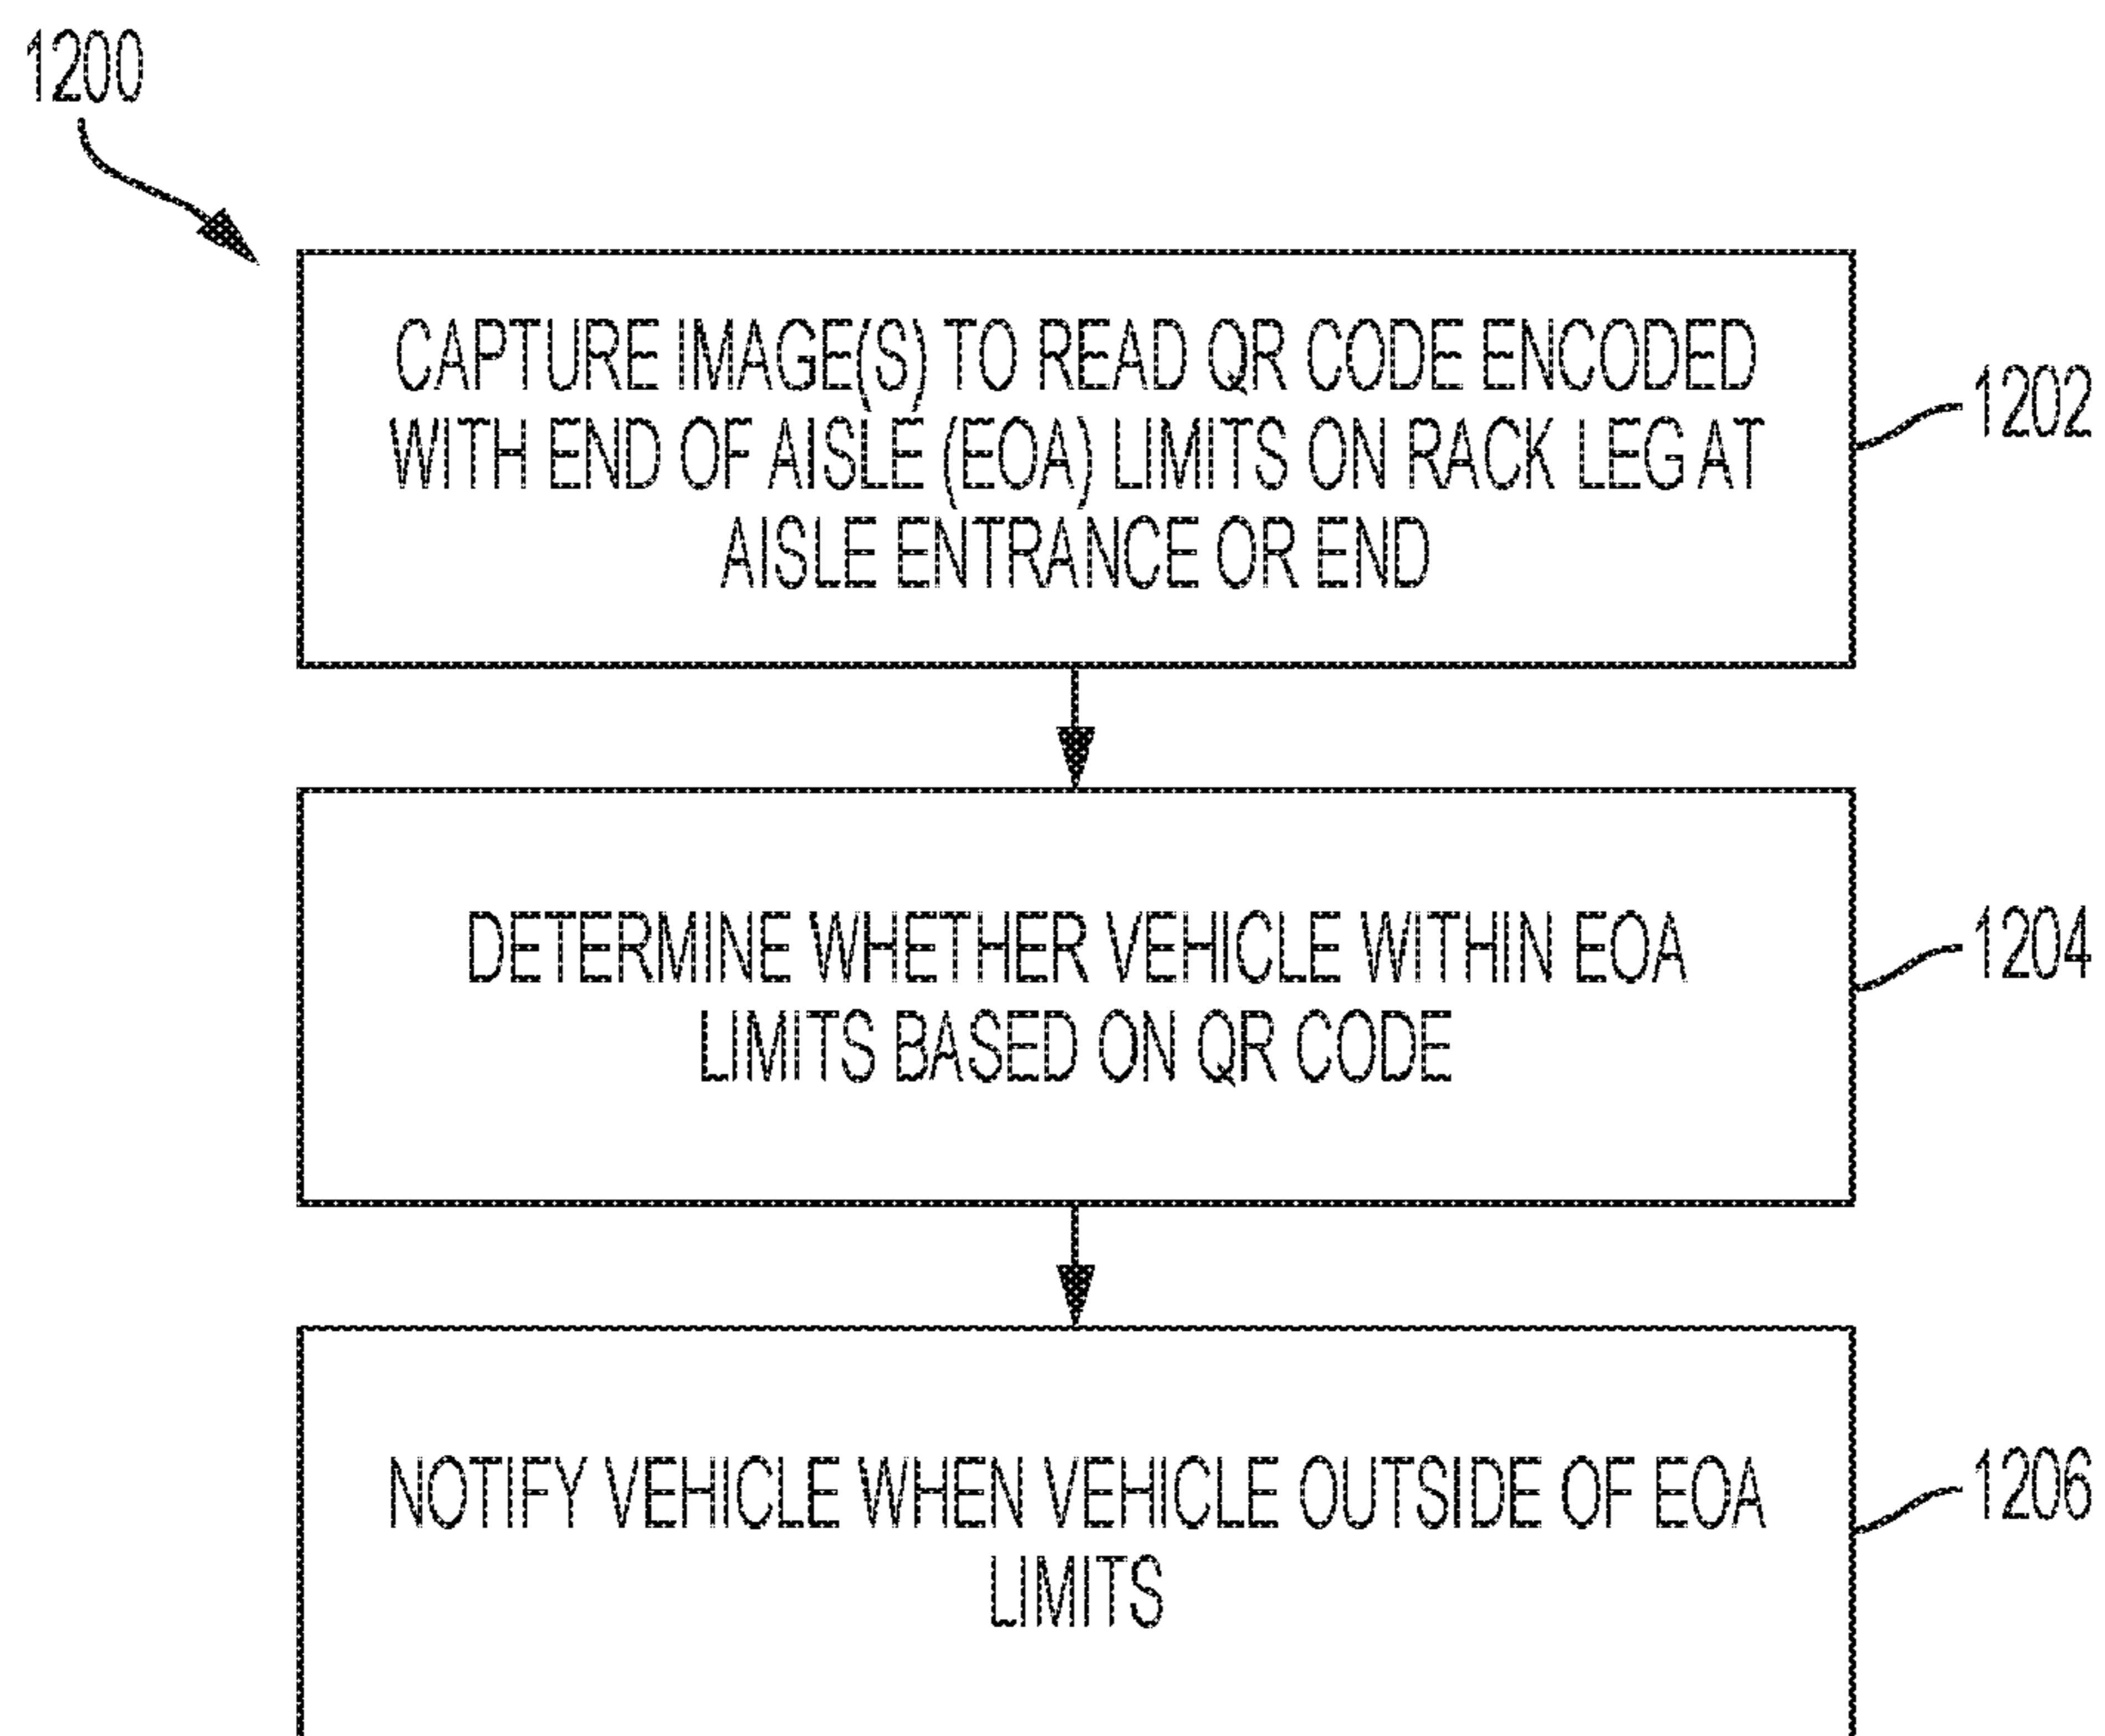 1200
CAPTURE IMAGE(S) TO READ QR CODE ENCODED
WITH END OF AISLE (EOA) LIMITS ON RACK LEG AT
AISLE ENTRANCE OR END
1202
DETERMINE WHETHER VEHICLE WITHIN EOA
LIMITS BASED ON QR CODE
1204
NOTIFY VEHICLE WHEN VEHICLE OUTSIDE OF EOA
LIMITS
1206